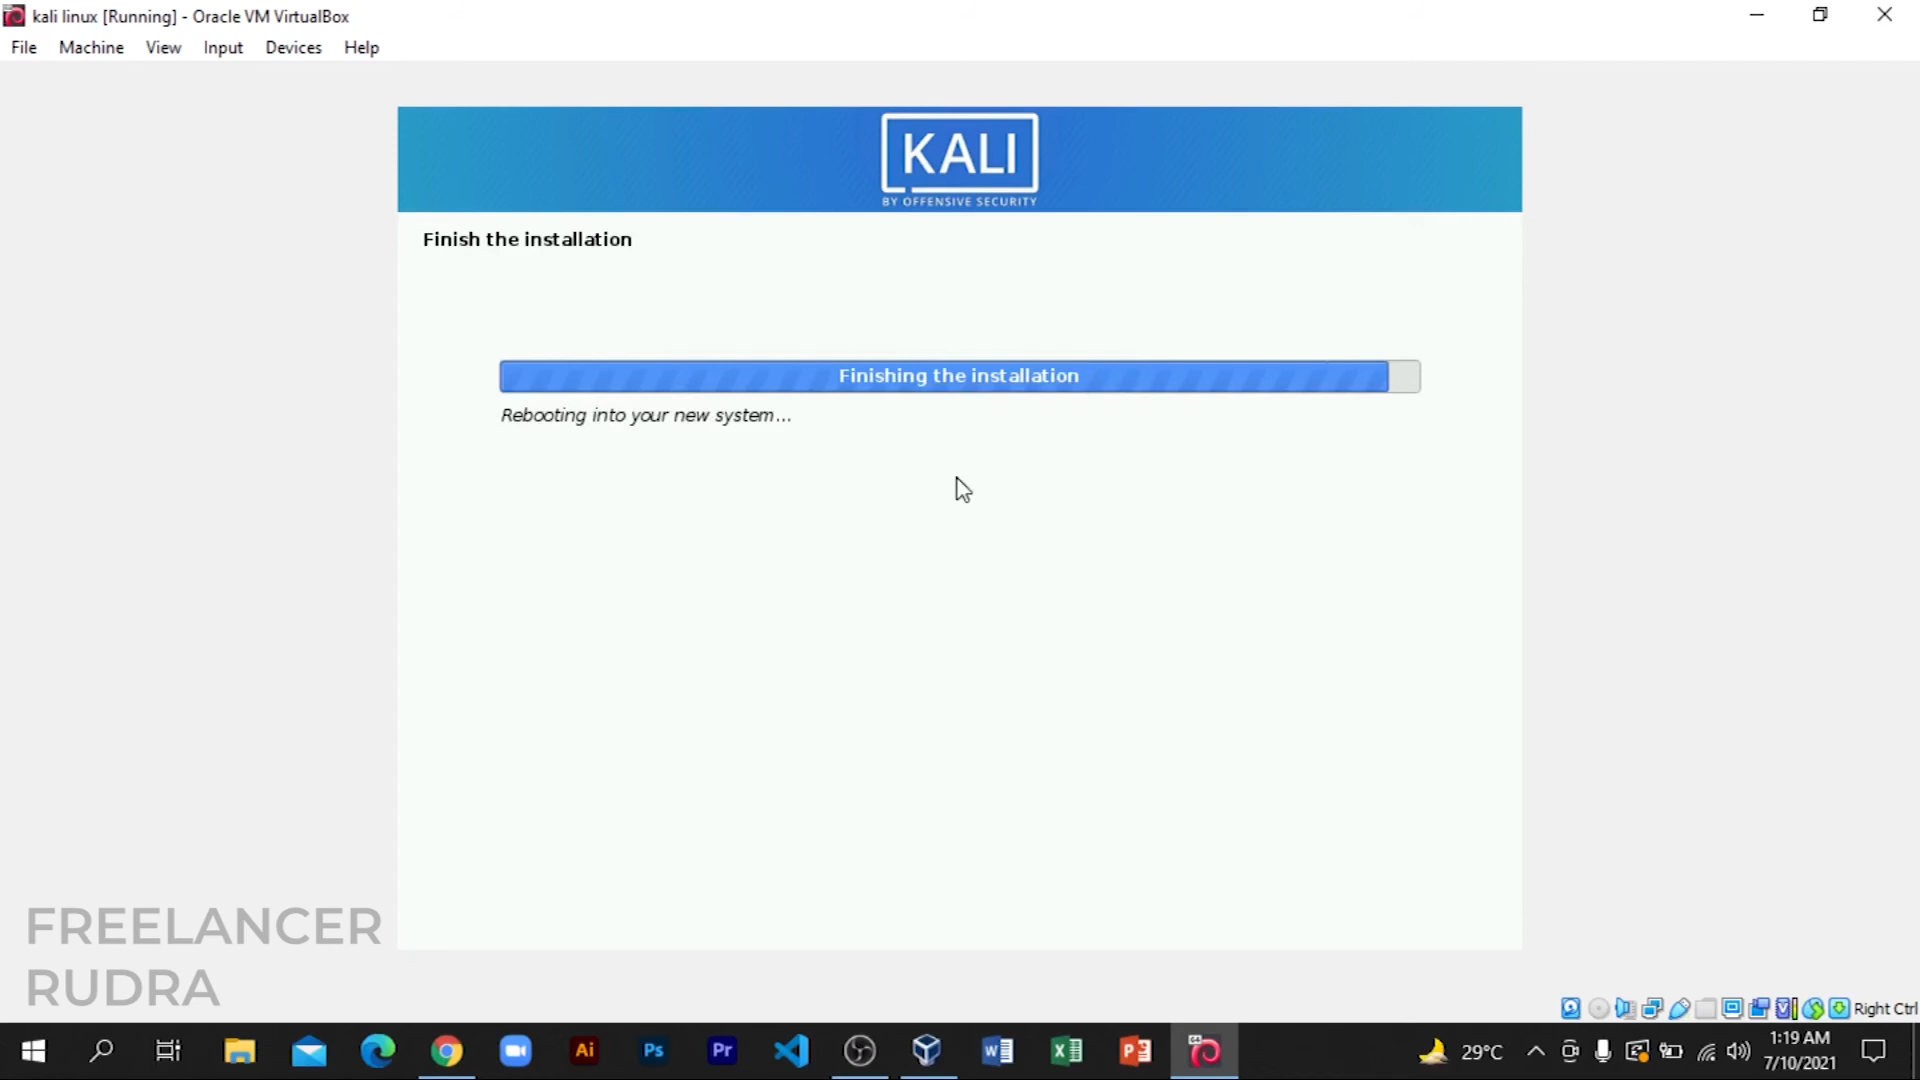 kali linux [Running] - Oracle VM VirtualBox
File Machine View Input Devices Help
KALI
BY OFFENSIVE SECURITY
Finish the installation
Finishing the installation
Rebooting into your new system...
FREELANCER
RUDRA
Right Ctrl
Ai Ps Pr
29°C
1:19 AM
7/10/2021